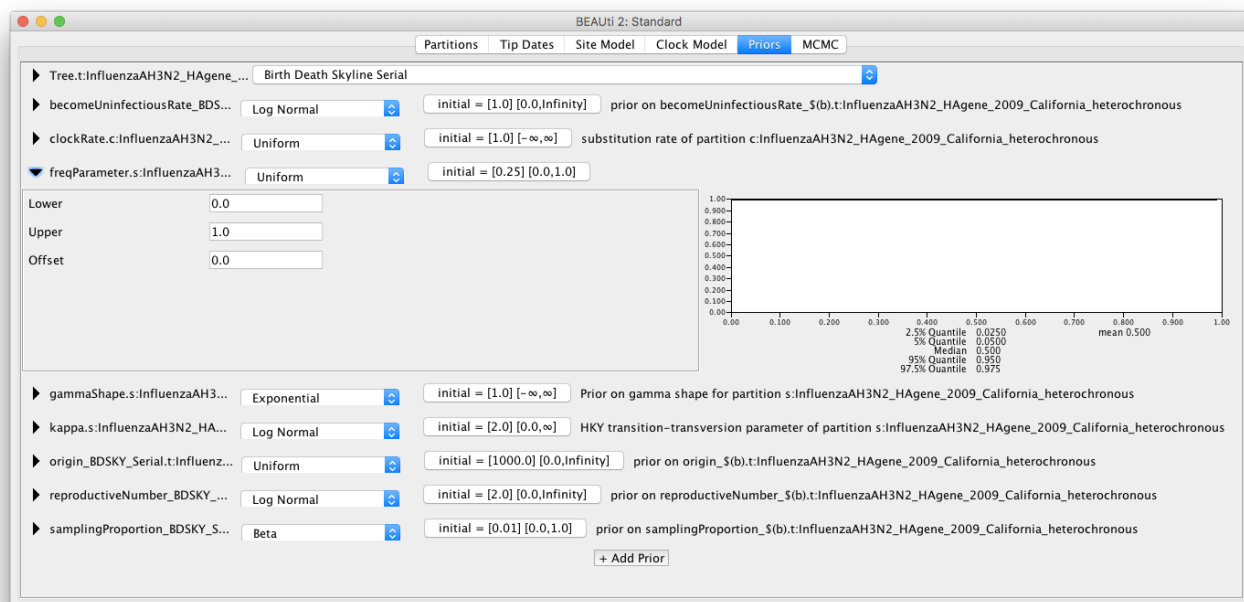 BEAUti 2: Standard
Partitions Tip Dates Site Model Clock Model Priors MCMC
Tree.t:InfluenzaAH3N2_HAgene_... Birth Death Skyline Serial
becomeUninfectiousRate_BDS... Log Normal initial = [1.0] [0.0,Infinity] prior on becomeUninfectiousRate_$(b).t:InfluenzaAH3N2_HAgene_2009_California_heterochronous
clockRate.c:InfluenzaAH3N2_... Uniform initial = [1.0] [-∞,∞] substitution rate of partition c:InfluenzaAH3N2_HAgene_2009_California_heterochronous
freqParameter.s:InfluenzaAH3... Uniform initial = [0.25] [0.0,1.0]
Lower 0.0
Upper 1.0
Offset 0.0
1.00
0.900
0.800
0.700
0.600
0.500
0.400
0.300
0.200
0.100
0.00
0.00 0.100 0.200 0.300 0.400 0.500 0.600 0.700 0.800 0.900 1.00
2.5% Quantile 0.0250 mean 0.500
5% Quantile 0.0500
Median 0.500
95% Quantile 0.950
97.5% Quantile 0.975
gammaShape.s:InfluenzaAH3... Exponential initial = [1.0] [-∞,∞] Prior on gamma shape for partition s:InfluenzaAH3N2_HAgene_2009_California_heterochronous
kappa.s:InfluenzaAH3N2_HA... Log Normal initial = [2.0] [0.0,∞] HKY transition-transversion parameter of partition s:InfluenzaAH3N2_HAgene_2009_California_heterochronous
origin_BDSKY_Serial.t:Influenz... Uniform initial = [1000.0] [0.0,Infinity] prior on origin_$(b).t:InfluenzaAH3N2_HAgene_2009_California_heterochronous
reproductiveNumber_BDSKY_... Log Normal initial = [2.0] [0.0,Infinity] prior on reproductiveNumber_$(b).t:InfluenzaAH3N2_HAgene_2009_California_heterochronous
samplingProportion_BDSKY_S... Beta initial = [0.01] [0.0,1.0] prior on samplingProportion_$(b).t:InfluenzaAH3N2_HAgene_2009_California_heterochronous
+ Add Prior